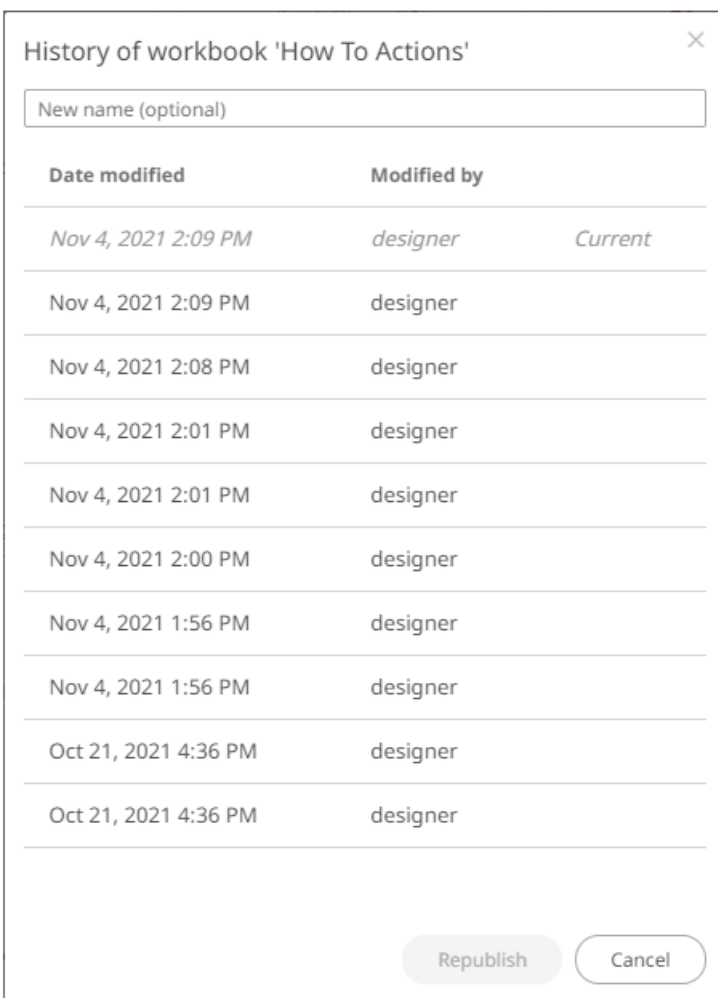 History of workbook 'How To Actions'
New name (optional)
Date modified Modified by
Nov 4, 2021 2:09 PM designer Current
Nov 4, 2021 2:09 PM designer
Nov 4, 2021 2:08 PM designer
Nov 4, 2021 2:01 PM designer
Nov 4, 2021 2:01 PM designer
Nov 4, 2021 2:00 PM designer
Nov 4, 2021 1:56 PM designer
Nov 4, 2021 1:56 PM designer
Oct 21, 2021 4:36 PM designer
Oct 21, 2021 4:36 PM designer
Republish Cancel